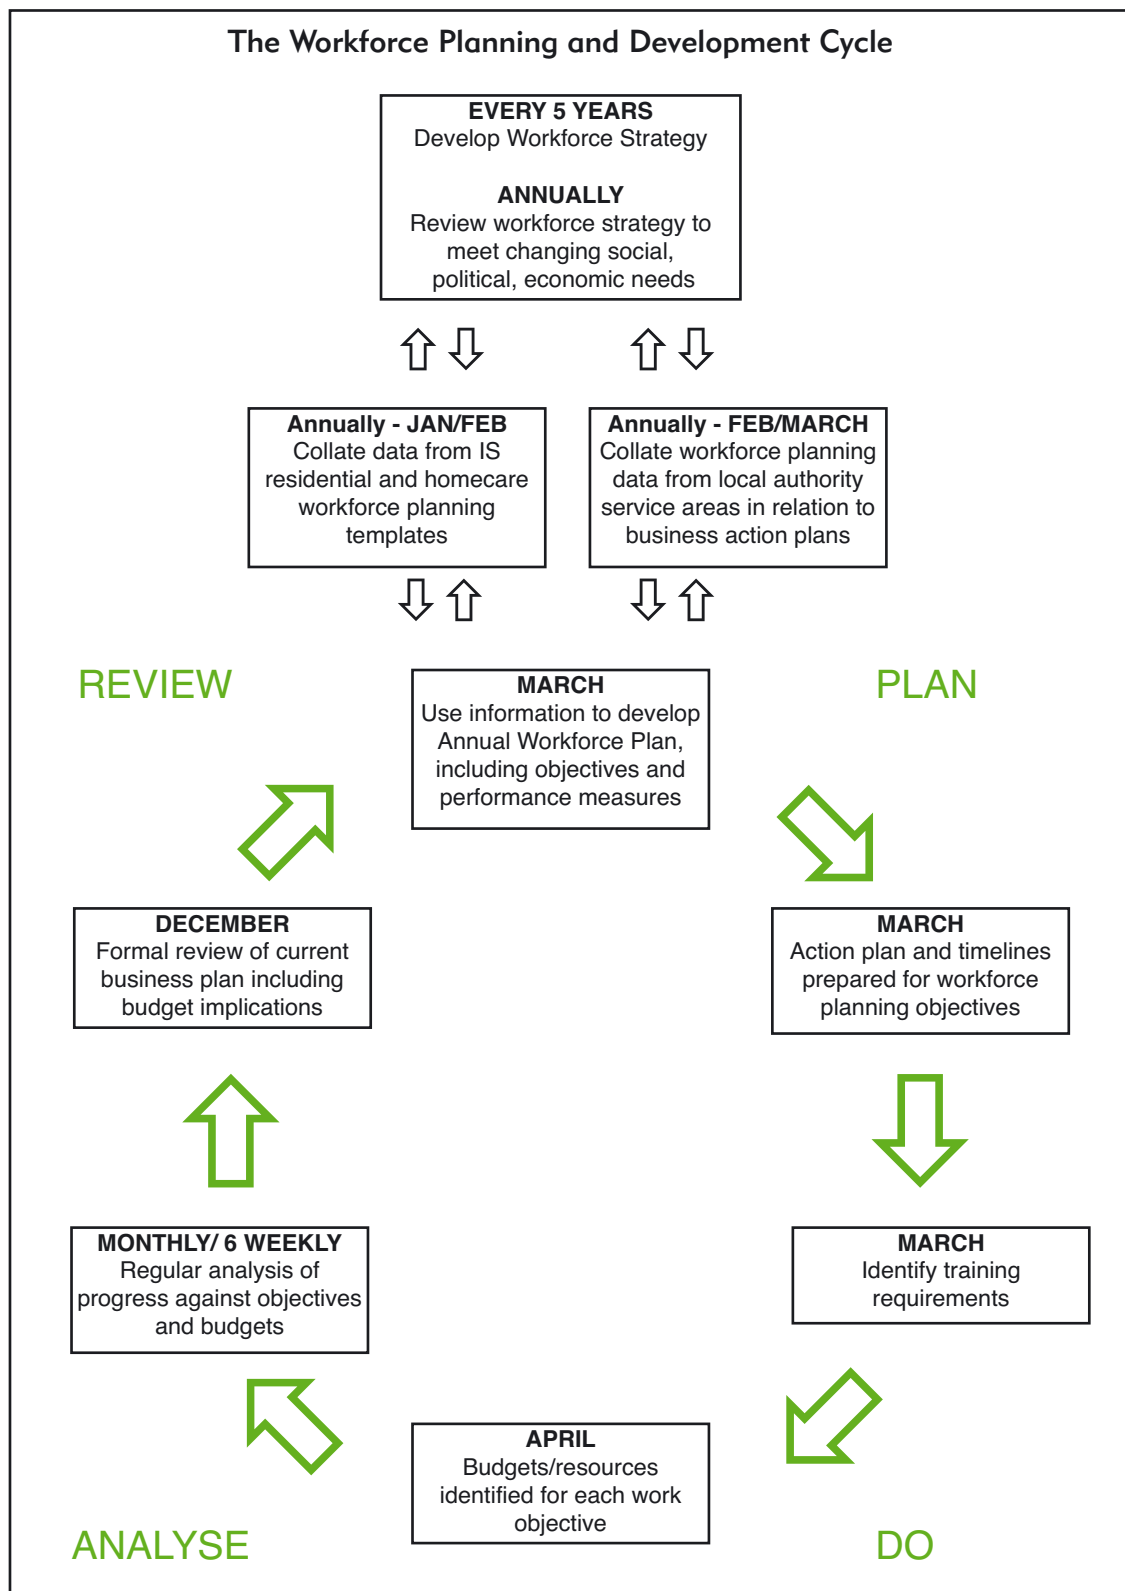 The Workforce Planning and Development Cycle
EVERY 5 YEARS
Develop Workforce Strategy
ANNUALLY
Review workforce strategy to
meet changing social,
political, economic needs
Annually - JAN/FEB
Collate data from IS
residential and homecare
workforce planning
templates
Annually - FEB/MARCH
Collate workforce planning
data from local authority
service areas in relation to
business action plans
REVIEW
PLAN
MARCH
Use information to develop
Annual Workforce Plan,
including objectives and
performance measures
DECEMBER
Formal review of current
business plan including
budget implications
MARCH
Action plan and timelines
prepared for workforce
planning objectives
MONTHLY/ 6 WEEKLY
Regular analysis of
progress against objectives
and budgets
MARCH
Identify training
requirements
APRIL
Budgets/resources
identified for each work
objective
ANALYSE
DO